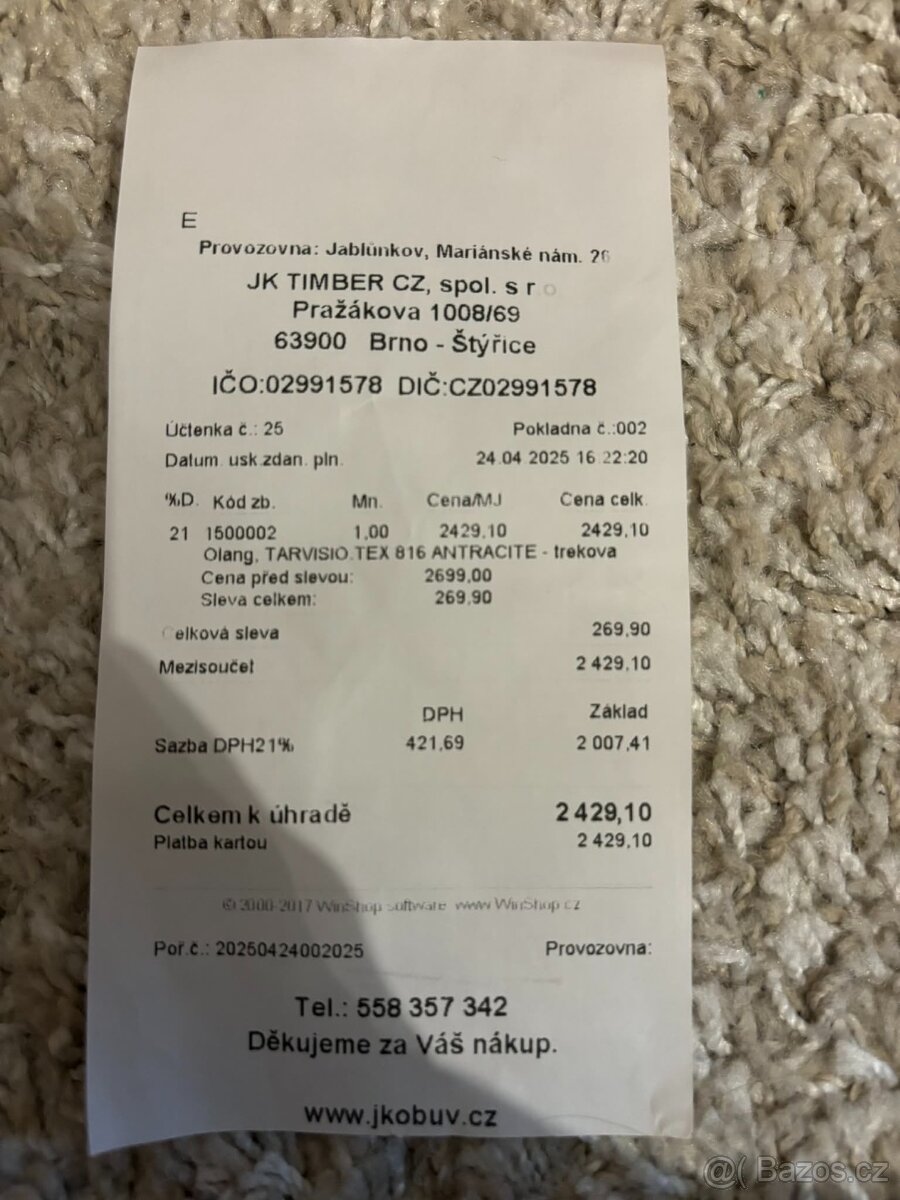 E
Provozovna: Jablůnkov, Mariánské nám.
JK TIMBER CZ, spol. s r.o
Pražákova 1008/69
63900 Brno - Štýřice
IČO:02991578 DIČ:CZ02991578
Účtenka č.: 25 Pokladna č.:002
Datum. usk.zdan. pln. 24.04 2025 16:22:20
%D. Kód zb. Mn. Cena/MJ Cena celk.
21 1500002 1,00 2429,10 2429,10
Olang, TARVISIO.TEX 816 ANTRACITE - trekova
Cena před slevou: 2699,00
Sleva celkem: 269,90
Celková sleva 269,90
Mezisoučet 2 429,10
DPH Základ
Sazba DPH21% 421,69 2 007,41
Celkem k úhradě 2 429,10
Platba kartou 2 429,10
© 2000-2017 WinShop software www WinShop cz
Poř.č.: 20250424002025 Provozovna:
Tel.: 558 357 342
Děkujeme za Váš nákup.
www.jkobuv.cz
@( Bazos.cz